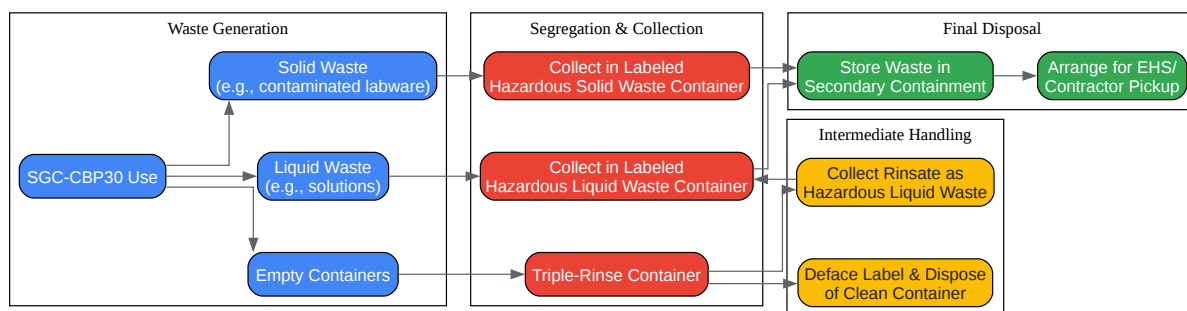 Waste Generation
Segregation & Collection
Final Disposal
Solid Waste
(e.g., contaminated labware)
Collect in Labeled
Hazardous Solid Waste Container
Store Waste in
Secondary Containment
Arrange for EHS/
Contractor Pickup
Intermediate Handling
SGC-CBP30 Use
Liquid Waste
(e.g., solutions)
Collect in Labeled
Hazardous Liquid Waste Container
Collect Rinsate as
Hazardous Liquid Waste
Empty Containers
Triple-Rinse Container
Deface Label & Dispose
of Clean Container